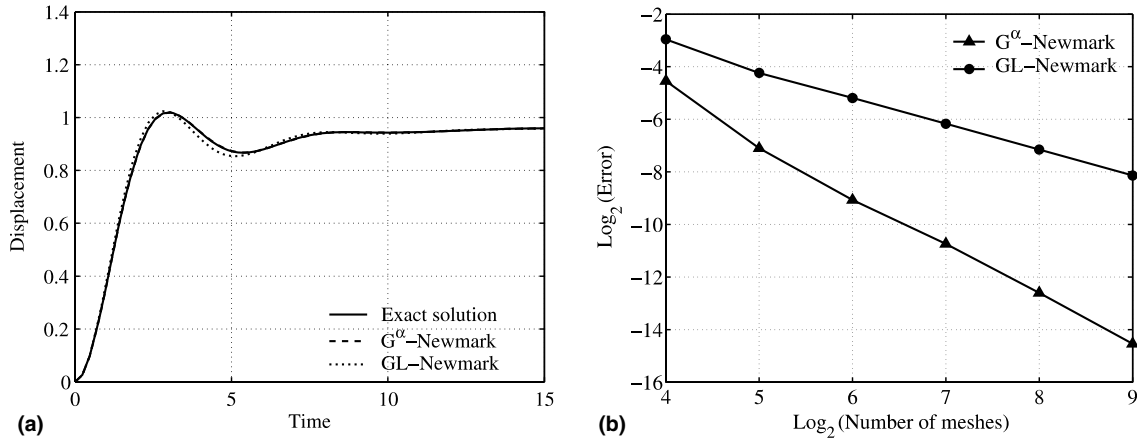 1.4
1.2
1
0.8
0.6
0.4
0.2
0
Displacement
0
5
10
15
Time
Exact solution
G^α−Newmark
GL−Newmark
(a)
−2
−4
−6
−8
−10
−12
−14
−16
Log_2 (Error)
4
5
6
7
8
9
Log_2 (Number of meshes)
G^α−Newmark
GL−Newmark
(b)